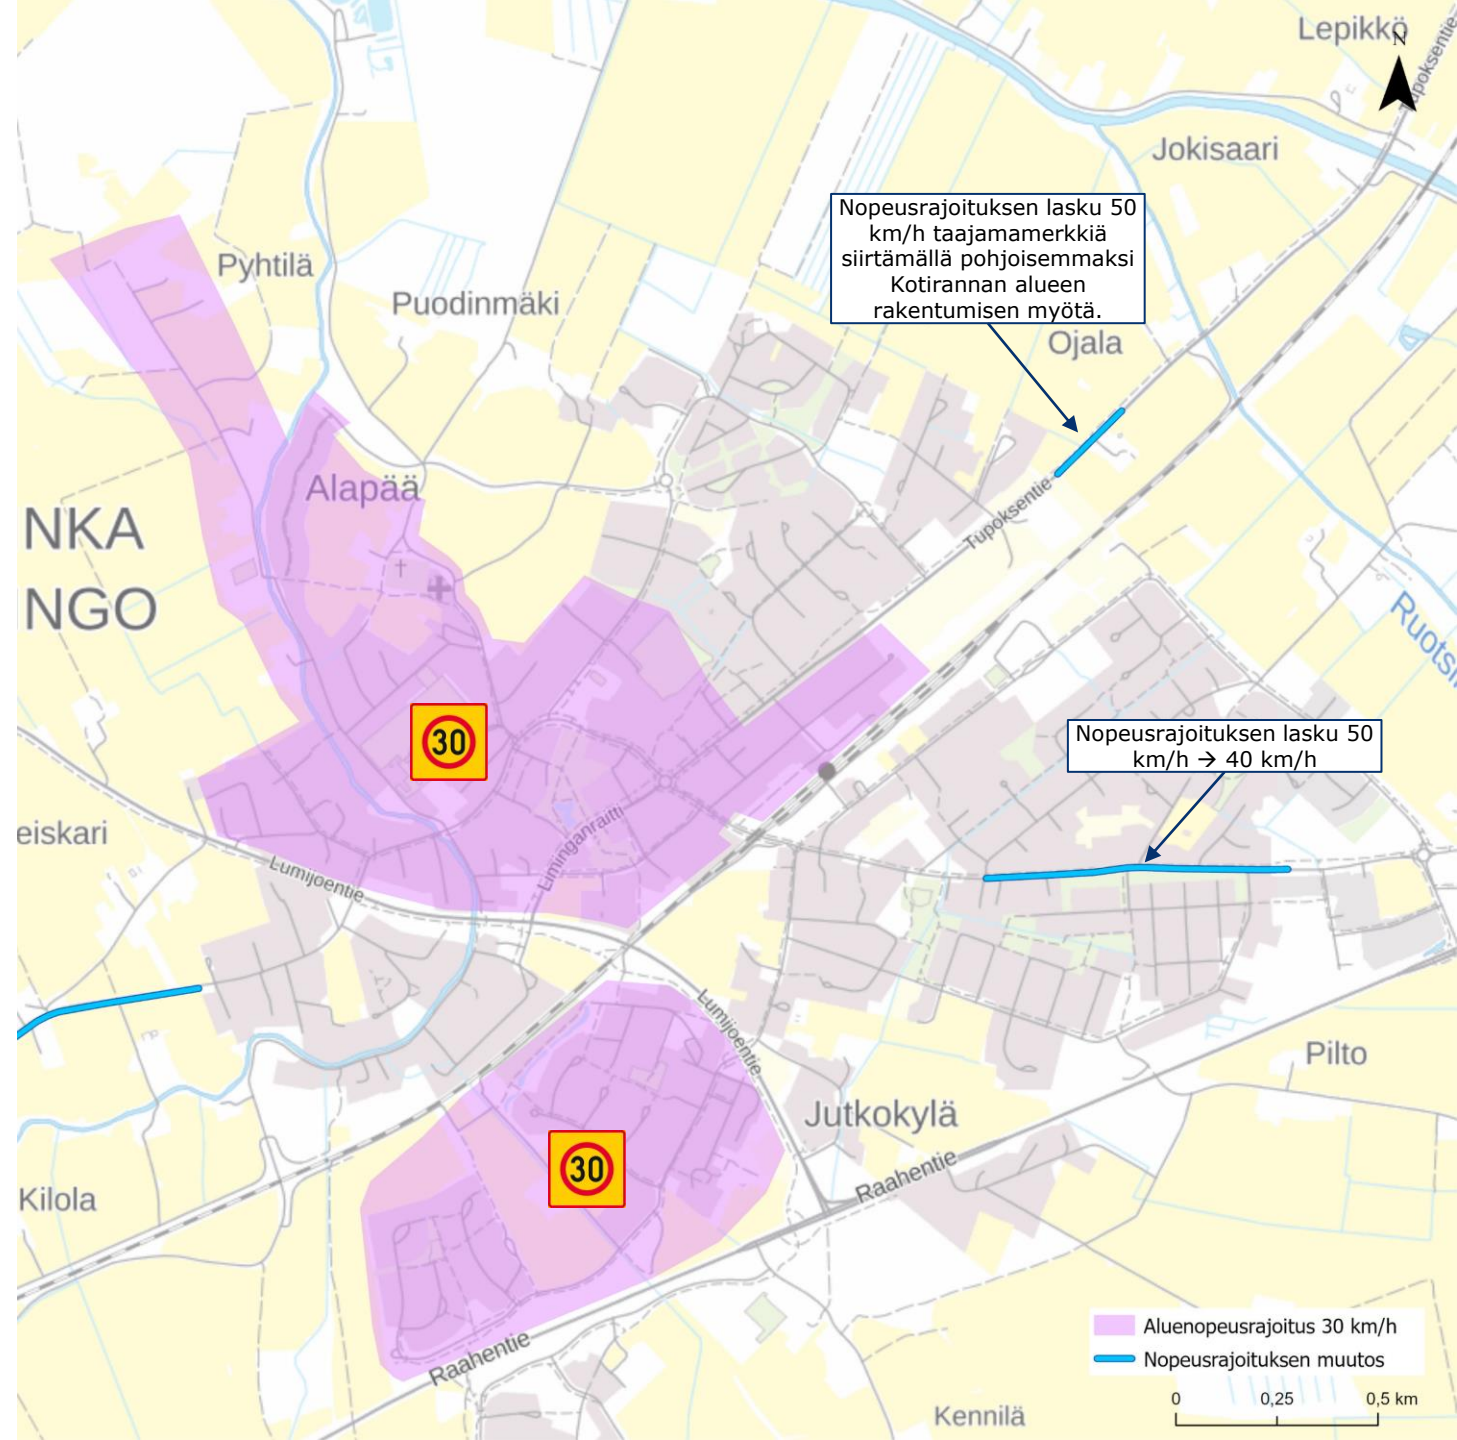 Lepikkö
N
Tupoksentie
Jokisaari
Nopeusrajoituksen lasku 50
km/h taajamamerkkiä
siirtämällä pohjoisemmaksi
Kotirannan alueen
rakentumisen myötä.
Pyhtilä
Puodinmäki
Ojala
Alapää
Tupoksentie
NKA
NGO
Ruotsi
30
Nopeusrajoituksen lasku 50
km/h → 40 km/h
eiskari
Liminganraitti
Lumijoentie
Lumijoentie
Pilto
Jutkokylä
30
Raahentie
Kilola
Raahentie
Aluenopeusrajoitus 30 km/h
Nopeusrajoituksen muutos
0 0,25 0,5 km
Kennilä